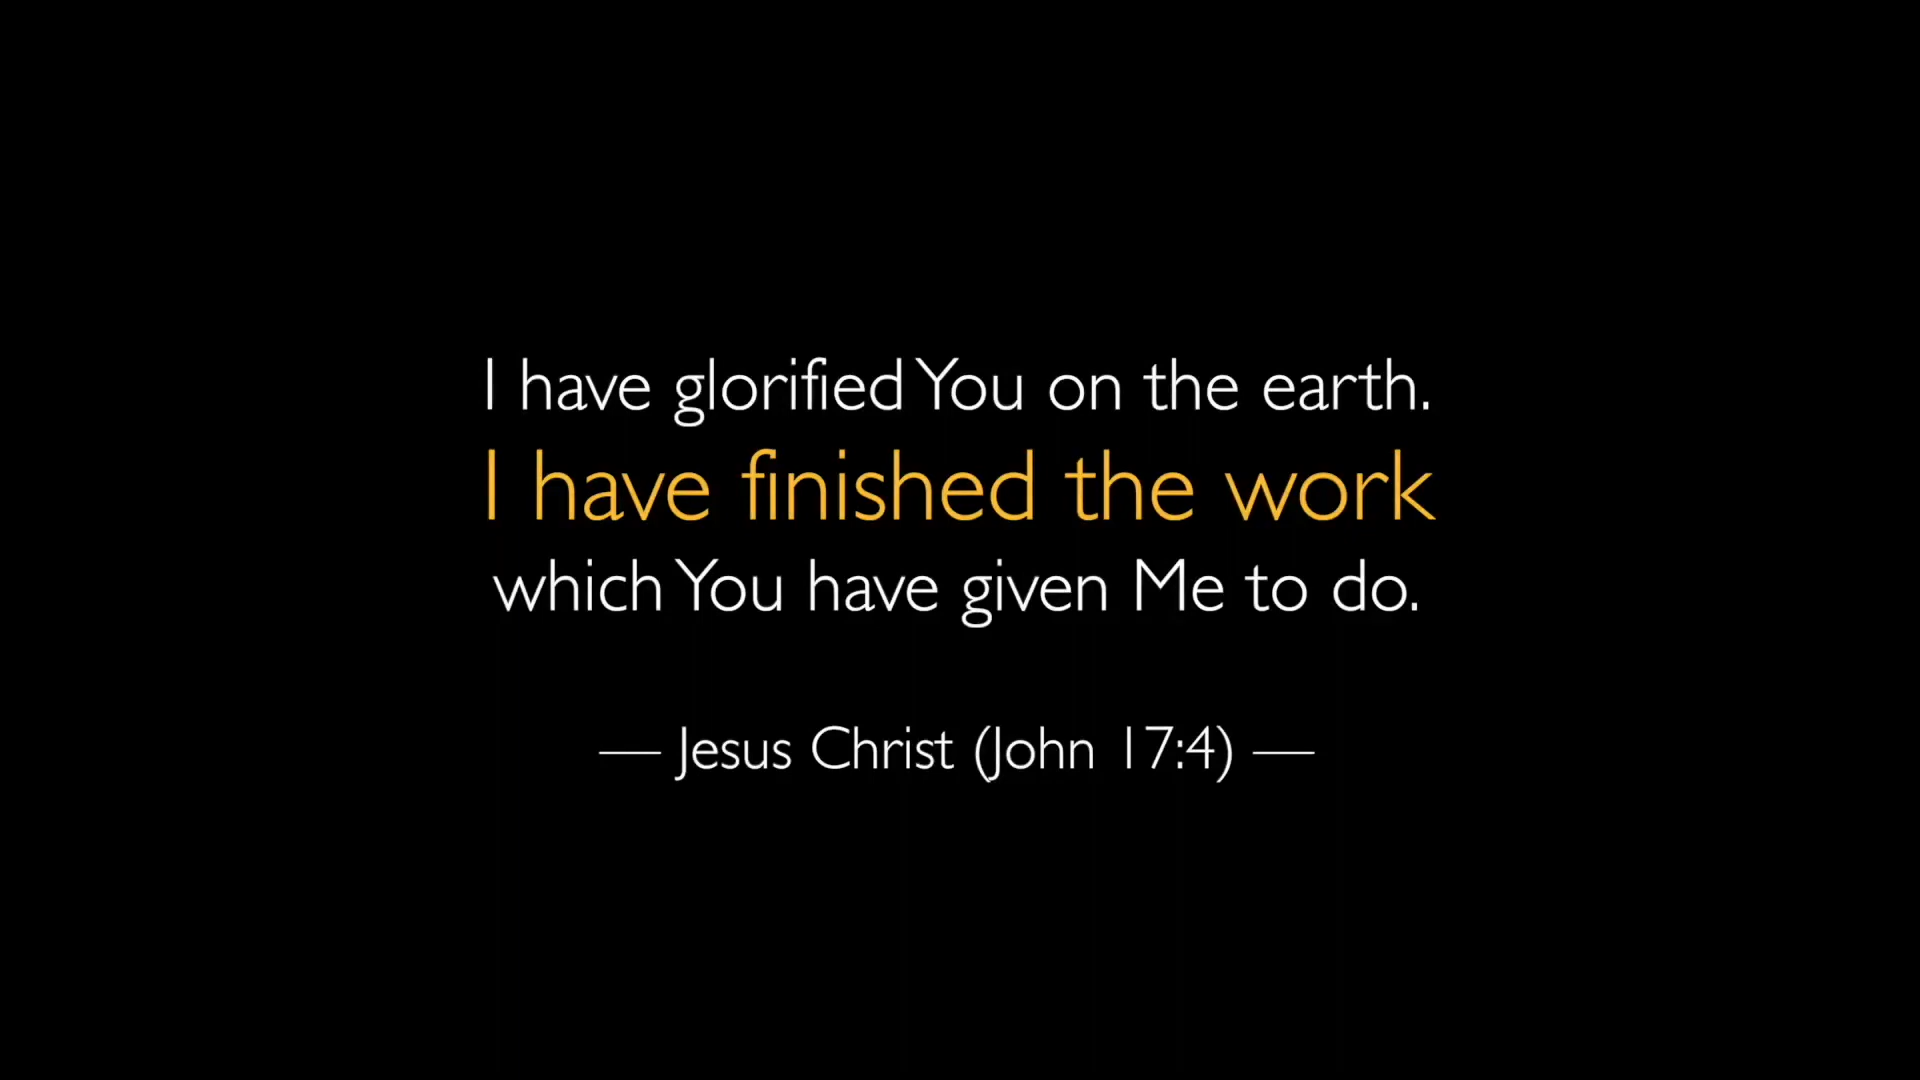 I have glorified You on the earth.
I have finished the work
which You have given Me to do.
— Jesus Christ (John 17:4) —